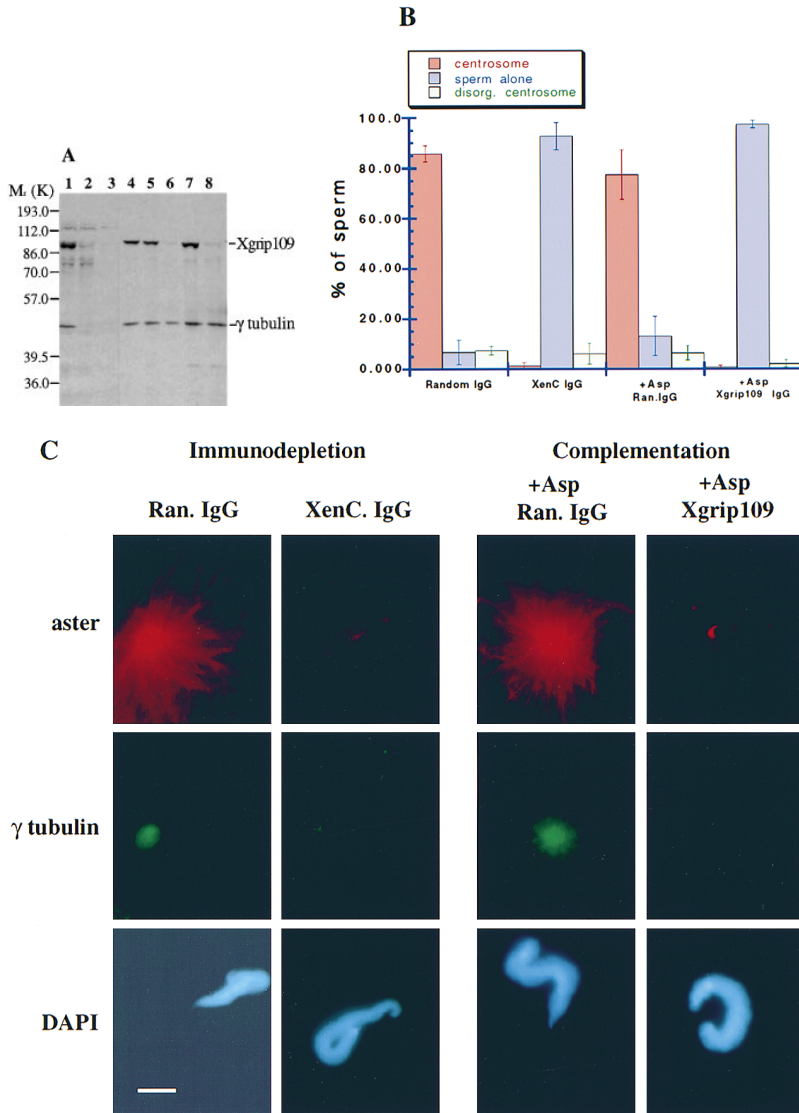 B
centrosome
sperm alone
disorg. centrosome
100.0
80.00
60.00
40.00
20.00
0.000
% of sperm
Random IgG
XenC IgG
+Asp
Ran.IgG
+Asp
Xgrip109 IgG
A
1 2 3 4 5 6 7 8
Mr (K)
193.0
112.0
86.0
70.0
57.0
39.5
36.0
Xgrip109
γ tubulin
C
Immunodepletion
Complementation
Ran. IgG
XenC. IgG
+Asp
Ran. IgG
+Asp
Xgrip109
aster
γ tubulin
DAPI